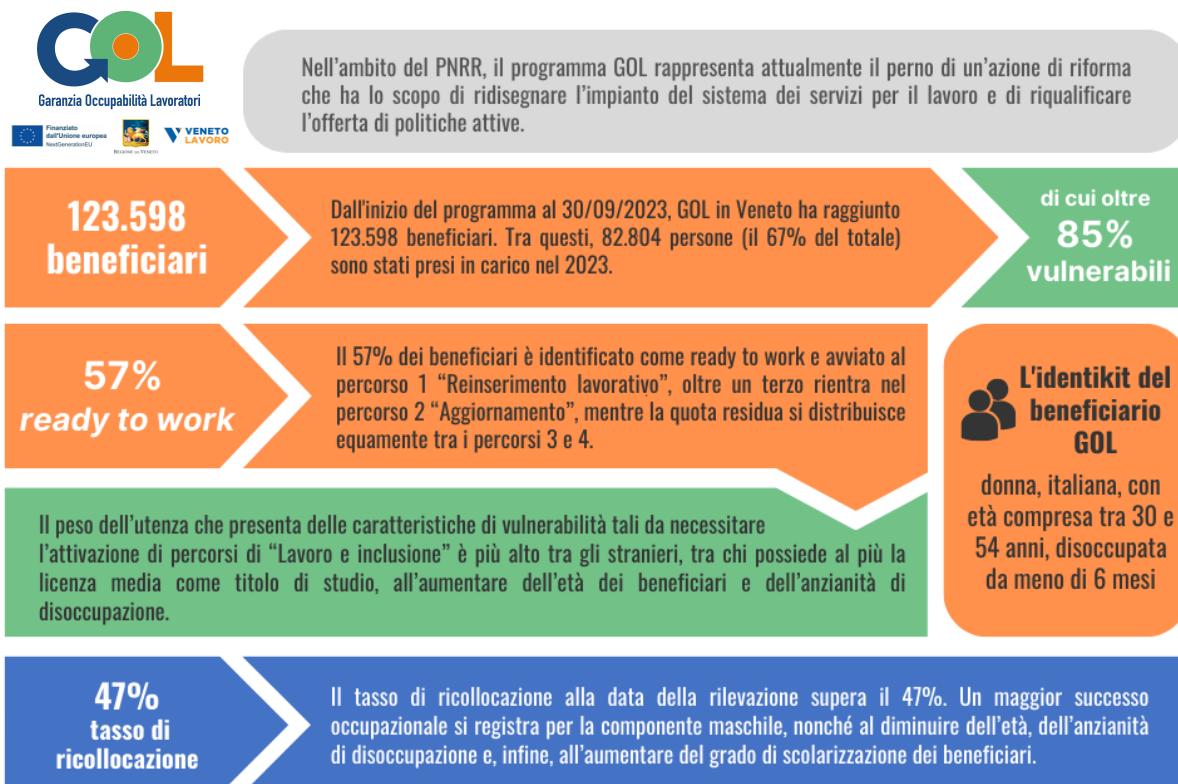 GOL
Garanzia Occupabilità Lavoratori
Finanziato
dall'Unione europea
NextGenerationEU
REGIONE DEL VENETO
VENETO
LAVORO
Nell'ambito del PNRR, il programma GOL rappresenta attualmente il perno di un'azione di riforma
che ha lo scopo di ridisegnare l'impianto del sistema dei servizi per il lavoro e di riqualificare
l'offerta di politiche attive.
123.598
beneficiari
Dall'inizio del programma al 30/09/2023, GOL in Veneto ha raggiunto
123.598 beneficiari. Tra questi, 82.804 persone (il 67% del totale)
sono stati presi in carico nel 2023.
di cui oltre
85%
vulnerabili
57%
ready to work
Il 57% dei beneficiari è identificato come ready to work e avviato al
percorso 1 “Reinserimento lavorativo”, oltre un terzo rientra nel
percorso 2 “Aggiornamento”, mentre la quota residua si distribuisce
equamente tra i percorsi 3 e 4.
L'identikit del
beneficiario
GOL
donna, italiana, con
età compresa tra 30 e
54 anni, disoccupata
da meno di 6 mesi
Il peso dell'utenza che presenta delle caratteristiche di vulnerabilità tali da necessitare
l'attivazione di percorsi di “Lavoro e inclusione” è più alto tra gli stranieri, tra chi possiede al più la
licenza media come titolo di studio, all'aumentare dell'età dei beneficiari e dell'anzianità di
disoccupazione.
47%
tasso di
ricollocazione
Il tasso di ricollocazione alla data della rilevazione supera il 47%. Un maggior successo
occupazionale si registra per la componente maschile, nonché al diminuire dell'età, dell'anzianità
di disoccupazione e, infine, all'aumentare del grado di scolarizzazione dei beneficiari.